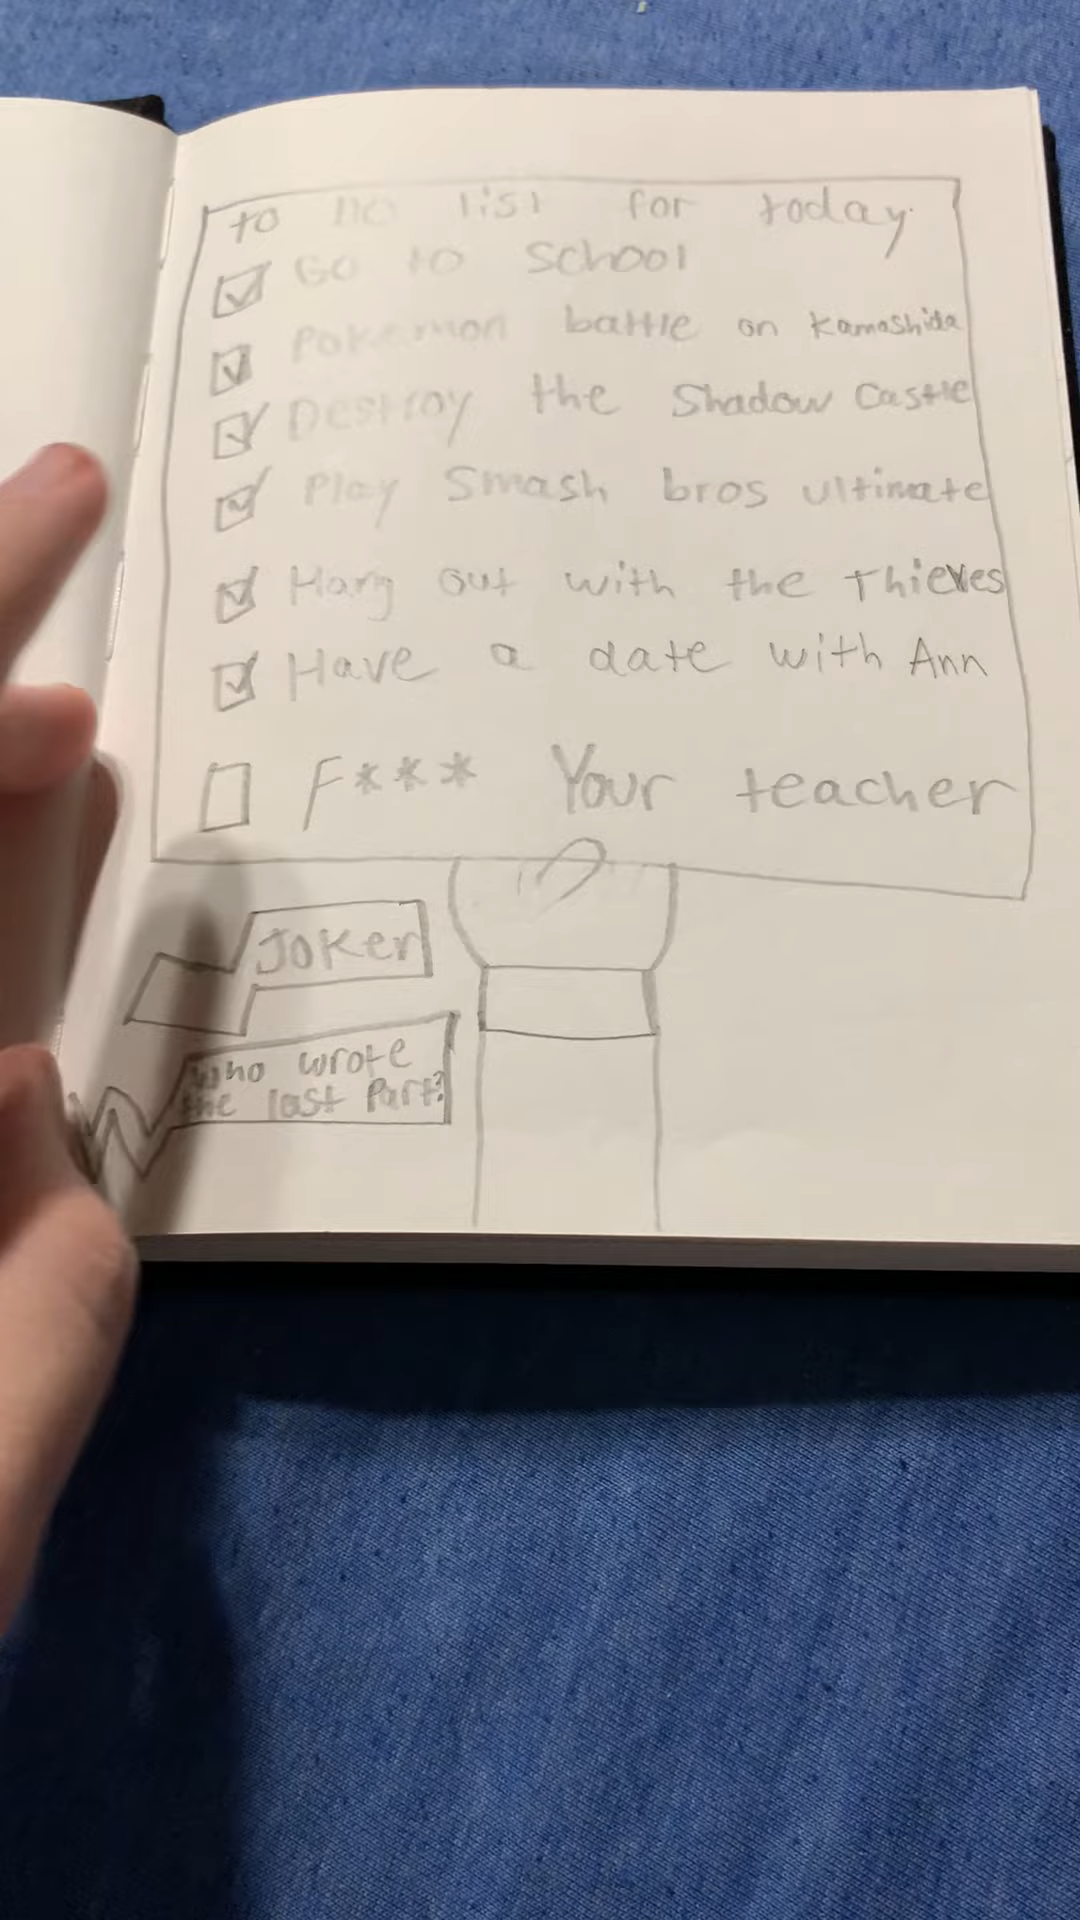 to do list for today.
Go to school
Pokemon battle on Kamoshida
Destroy the Shadow Castle
Play Smash bros ultimate
Hang out with the Thieves
Have a date with Ann
F*** Your teacher
JOKer
who wrote
the last Part?